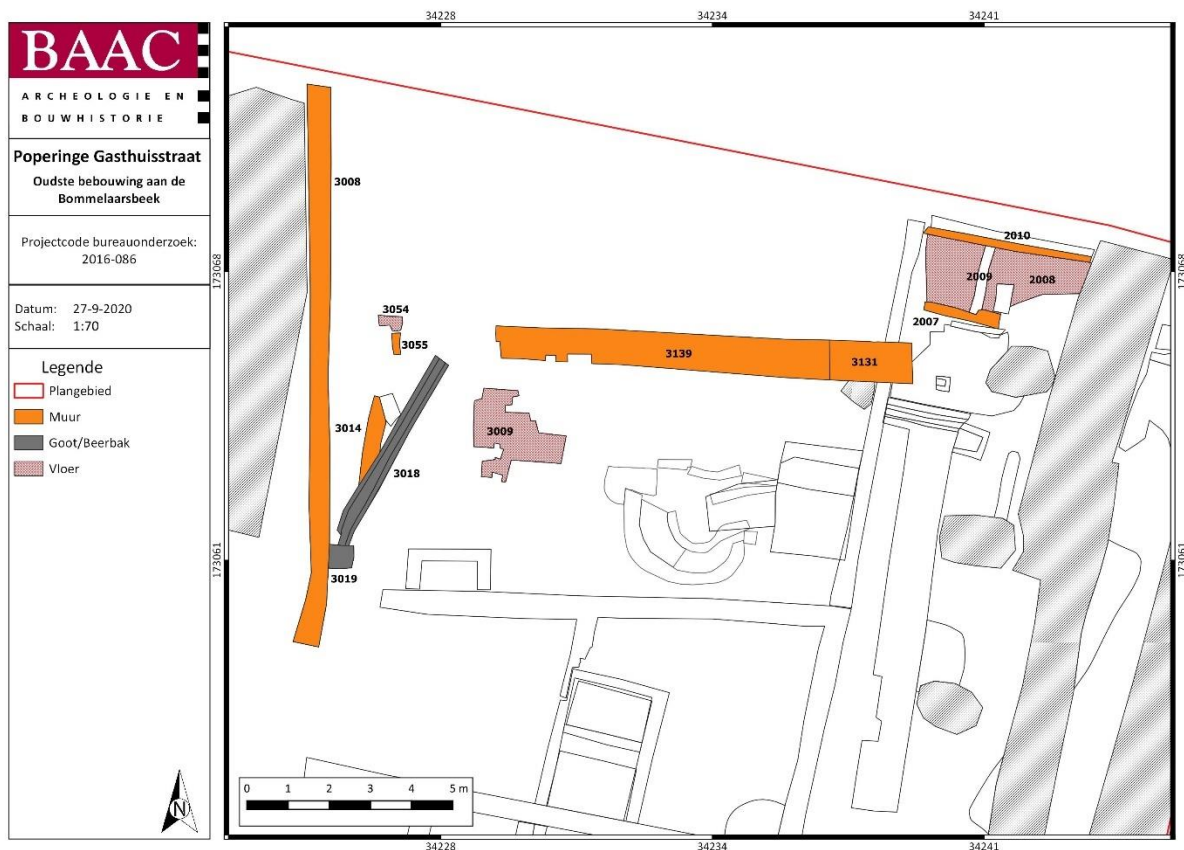 BAAC
ARCHEOLOGIE EN
BOUWHISTORIE
Poperinge Gasthuisstraat
Oudste bebouwing aan de
Bommelaarsbeek
Projectcode bureauonderzoek:
2016-086
Datum: 27-9-2020
Schaal: 1:70
Legende
Plangebied
Muur
Goot/Beerbak
Vloer
N
34228
34234
34241
3008
2010
173068
2009
2008
173068
3054
2007
3055
3139
3131
3014
3009
3018
173061
173061
3019
0 1 2 3 4 5 m
34228
34234
34241